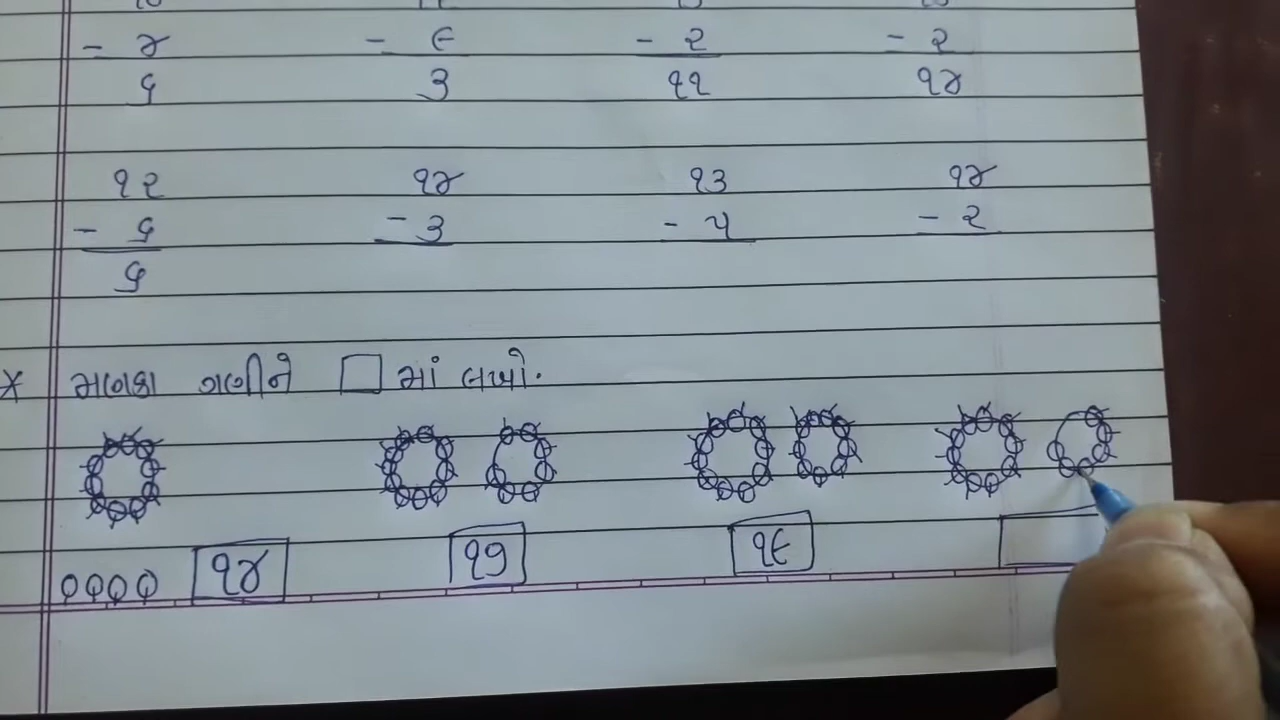 - ૪ - ૯ - ૨ - ૨
૬ ૩ ૧૧ ૧૪
૧૨ ૧૪ ૧૩ ૧૪
- ૬ - ૩ - ૫ - ૨
૬
* મણકા ગણીને □ માં લખો.
૧૪ ૧૭ ૧૯